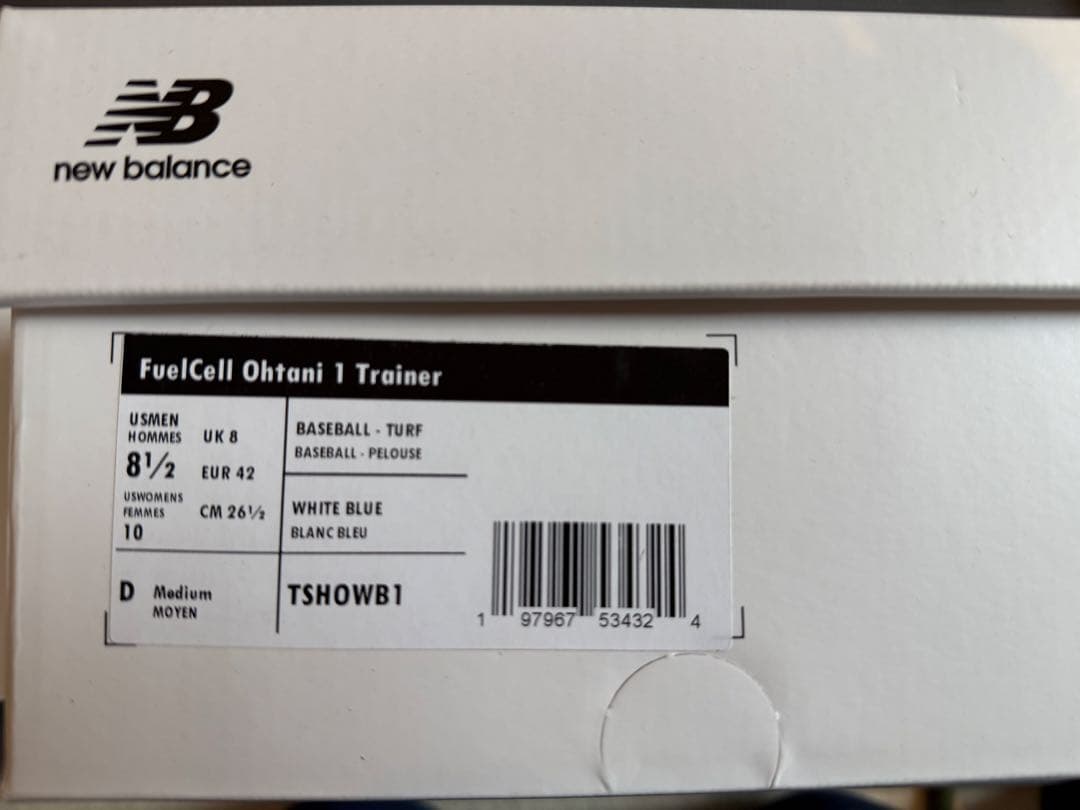 NB
new balance
FuelCell Ohtani 1 Trainer
USMEN
HOMMES
8½
UK 8
EUR 42
USWOMENS
FEMMES
10
CM 26½
BASEBALL - TURF
BASEBALL - PELOUSE
WHITE BLUE
BLANC BLEU
D Medium
MOYEN
TSHOWB1
1 97967 53432 4